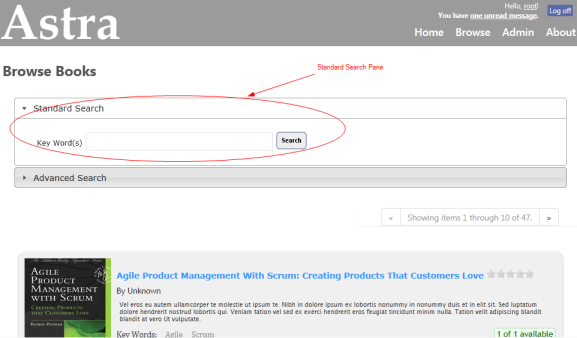 Astra
Hello, root!
You have one unread message.
Log off
Home Browse Admin About
Browse Books
Standard Search Pane
Standard Search
Key Word(s)
Search
Advanced Search
« Showing items 1 through 10 of 47. »
AGILE
PRODUCT
MANAGEMENT
WITH SCRUM
CREATING PRODUCTS
THAT CUSTOMERS LOVE
ROMAN PICHLER
Agile Product Management With Scrum: Creating Products That Customers Love
By Unknown
Vel eros eu autem ullamcorper te molestie ut ipsum te. Nibh in dolore ipsum ex lobortis nonummy in nonummy duis et in elit sit. Sed luptatum
dolore hendrerit nostrud lobortis qui. Veniam tation vel sed ex exerci hendrerit eros feugiat tincidunt minim nulla. Tation velit adipiscing blandit
blandit at vero Ut vulputate.
Key Words: Agile Scrum
1 of 1 available